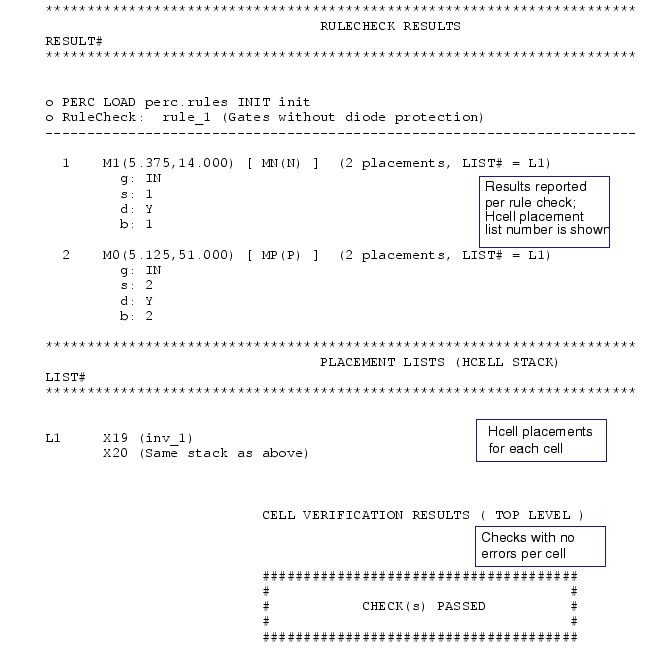 ***********************************************************************
RULECHECK RESULTS
RESULT#
***********************************************************************
o PERC LOAD perc.rules INIT init
o RuleCheck: rule_1 (Gates without diode protection)
-----------------------------------------------------------------------
1 M1(5.375,14.000) [ MN(N) ] (2 placements, LIST# = L1)
g: IN
s: 1
d: Y
b: 1
Results reported
per rule check;
Hcell placement
list number is shown
2 M0(5.125,51.000) [ MP(P) ] (2 placements, LIST# = L1)
g: IN
s: 2
d: Y
b: 2
***********************************************************************
PLACEMENT LISTS (HCELL STACK)
LIST#
***********************************************************************
L1 X19 (inv_1)
X20 (Same stack as above)
Hcell placements
for each cell
CELL VERIFICATION RESULTS ( TOP LEVEL )
Checks with no
errors per cell
######################################
# #
# CHECK(s) PASSED #
# #
######################################